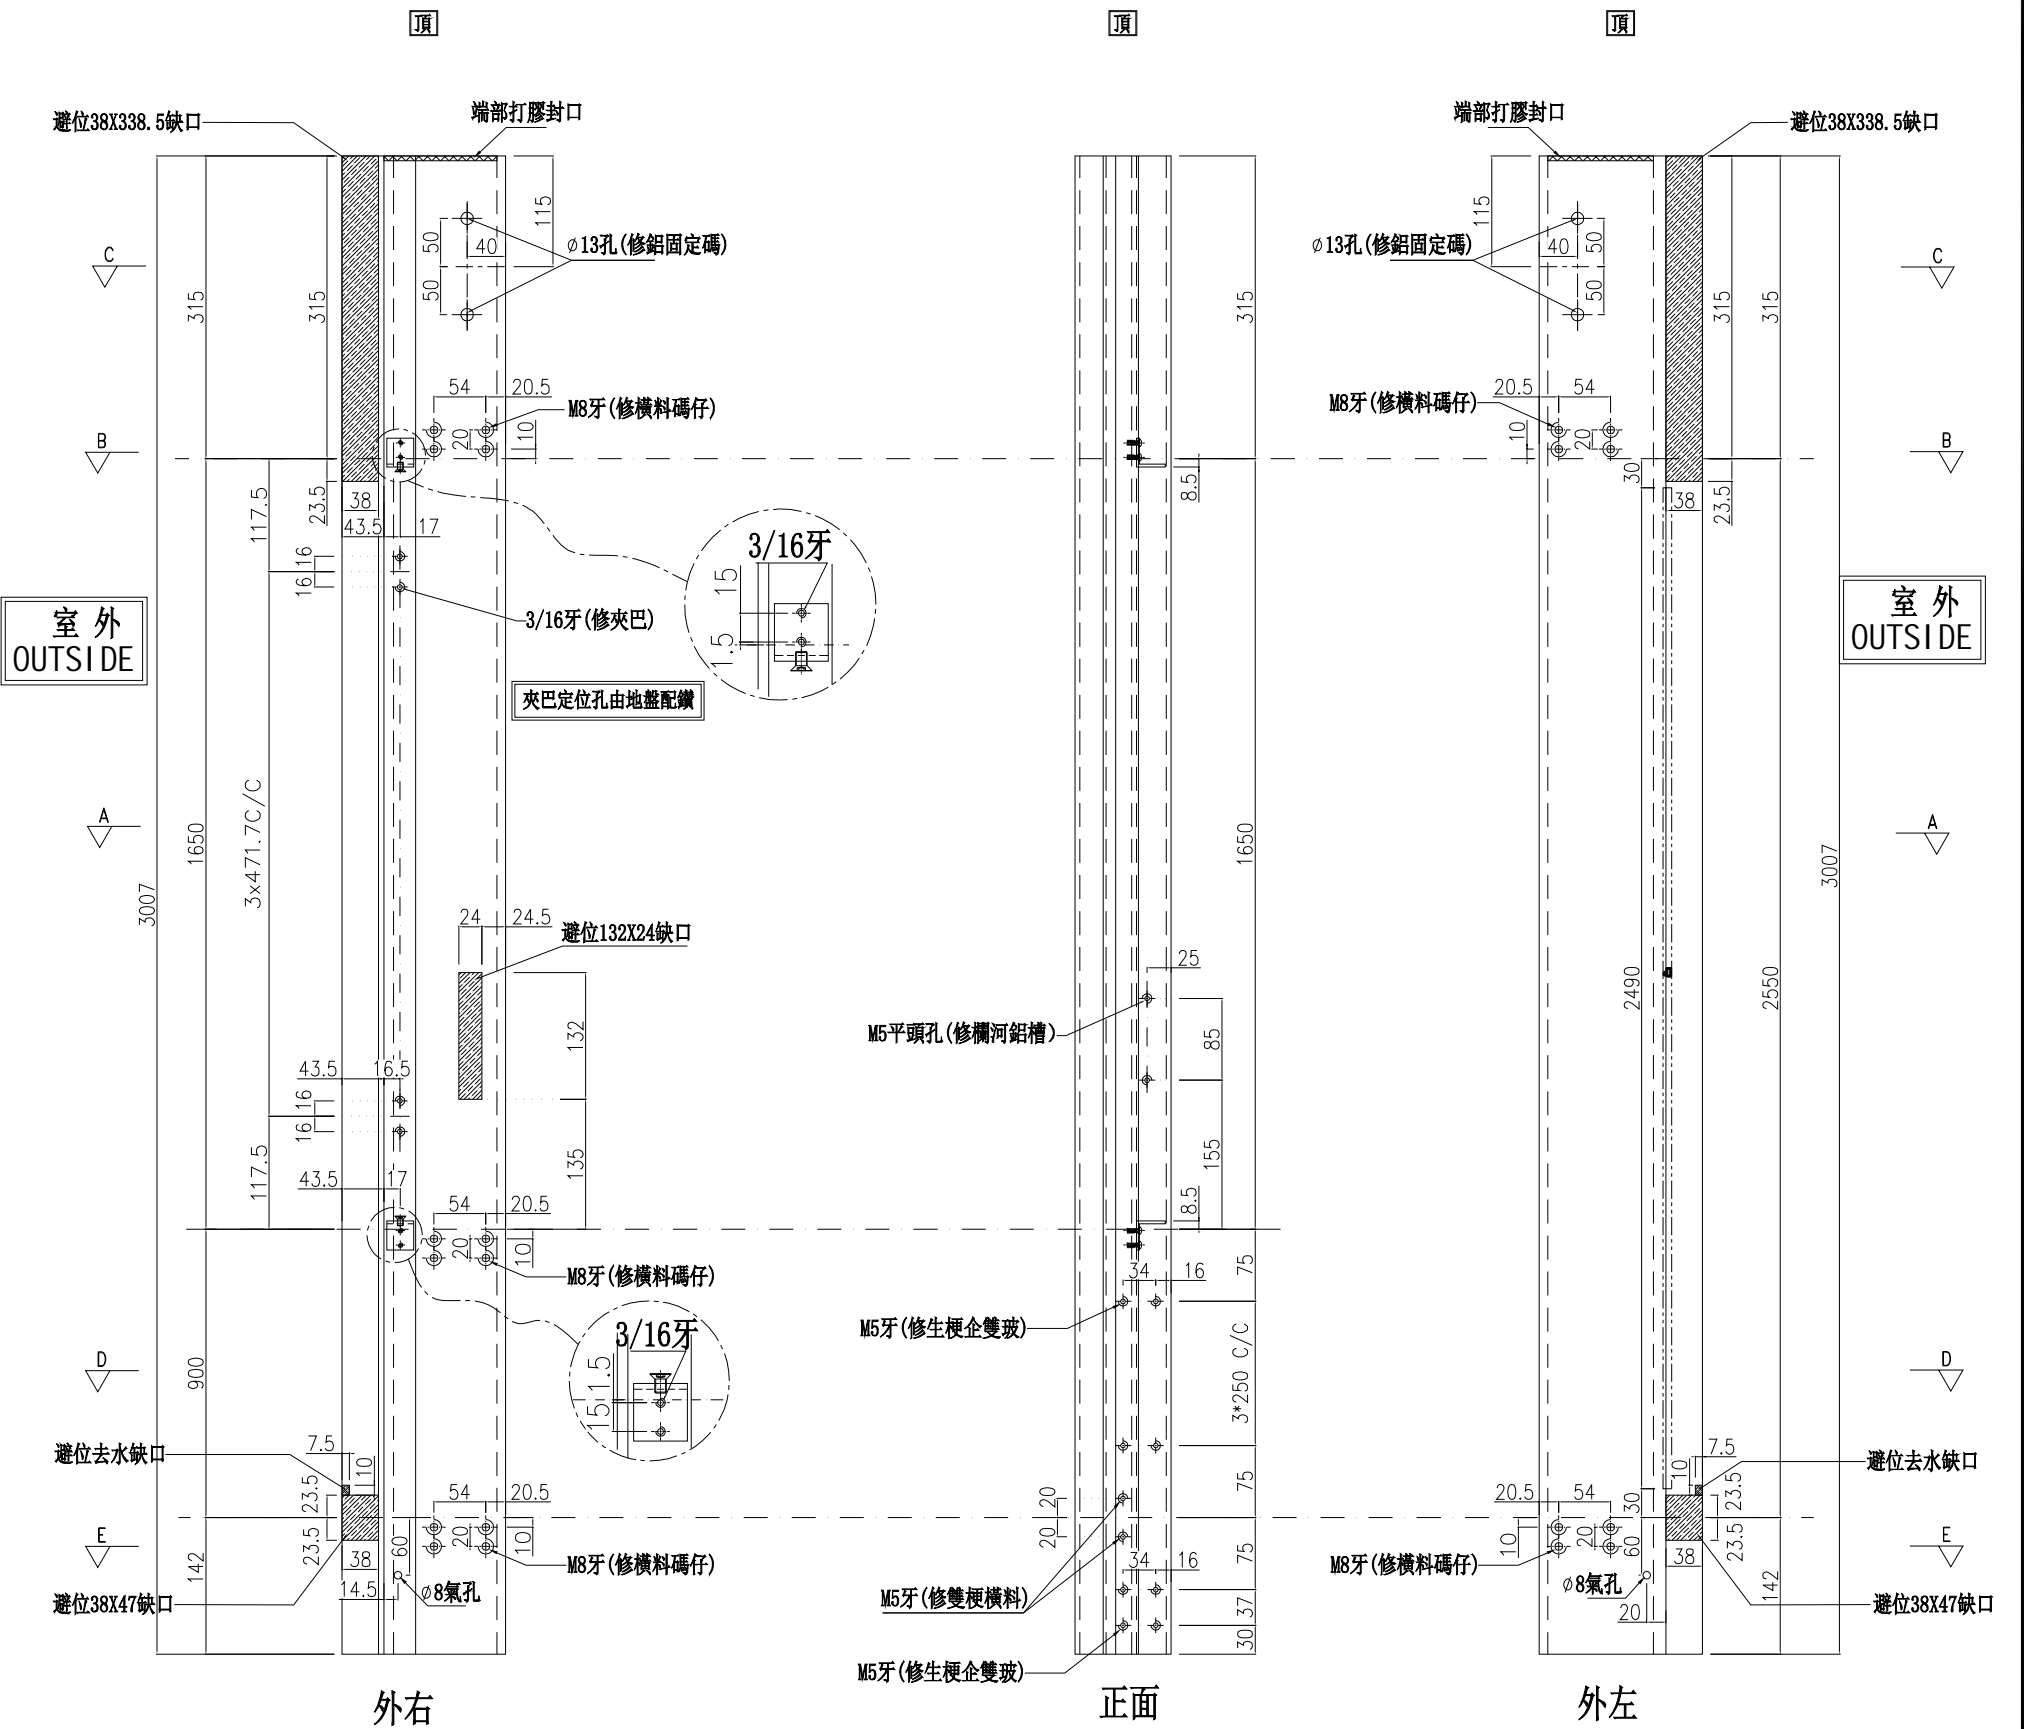 頂
頂
頂
避位38X338.5缺口
端部打膠封口
端部打膠封口
避位38X338.5缺口
115
115
50
40
50
φ13孔(修鋁固定碼)
φ13孔(修鋁固定碼)
40
50
50
C
C
315
315
315
315
315
54
20.5
M8牙(修橫料碼仔)
20
10
20.5
54
M8牙(修橫料碼仔)
10
20
B
B
117.5
23.5
38
43.5
17
8.5
30
38
23.5
16
16
3/16牙
15
1.5
3/16牙(修夾巴)
室外
OUTSIDE
室外
OUTSIDE
夾巴定位孔由地盤配鑽
A
A
3007
1650
3x471.7C/C
1650
3007
24
24.5
避位132X24缺口
132
135
25
M5平頭孔(修欄河鋁槽)
85
155
2490
2550
43.5
16.5
16
16
117.5
43.5
17
54
20.5
20
10
M8牙(修橫料碼仔)
8.5
34
16
75
M5牙(修生梗企雙玻)
3/16牙
1.5
15
3*250 C/C
D
D
900
避位去水缺口
7.5
10
23.5
23.5
54
20.5
20
10
M8牙(修橫料碼仔)
60
38
14.5
φ8氣孔
E
142
避位38X47缺口
75
20
20
75
34
16
M5牙(修雙梗橫料)
37
30
M5牙(修生梗企雙玻)
7.5
10
避位去水缺口
23.5
23.5
20.5
54
30
10
20
60
M8牙(修橫料碼仔)
38
φ8氣孔
20
E
142
避位38X47缺口
外右
正面
外左